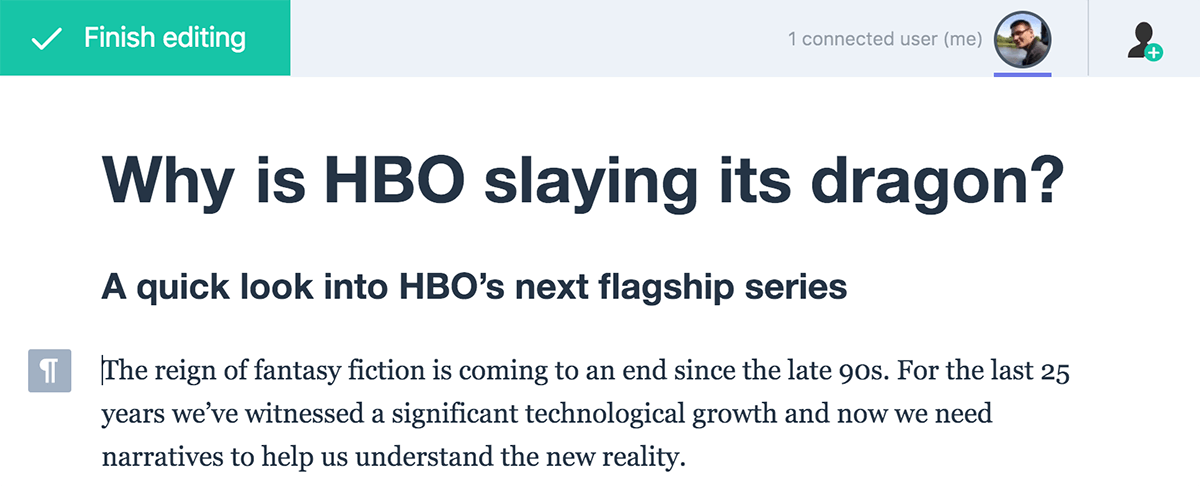 Finish editing
1 connected user (me)
Why is HBO slaying its dragon?
A quick look into HBO’s next flagship series
¶
The reign of fantasy fiction is coming to an end since the late 90s. For the last 25
years we’ve witnessed a significant technological growth and now we need
narratives to help us understand the new reality.